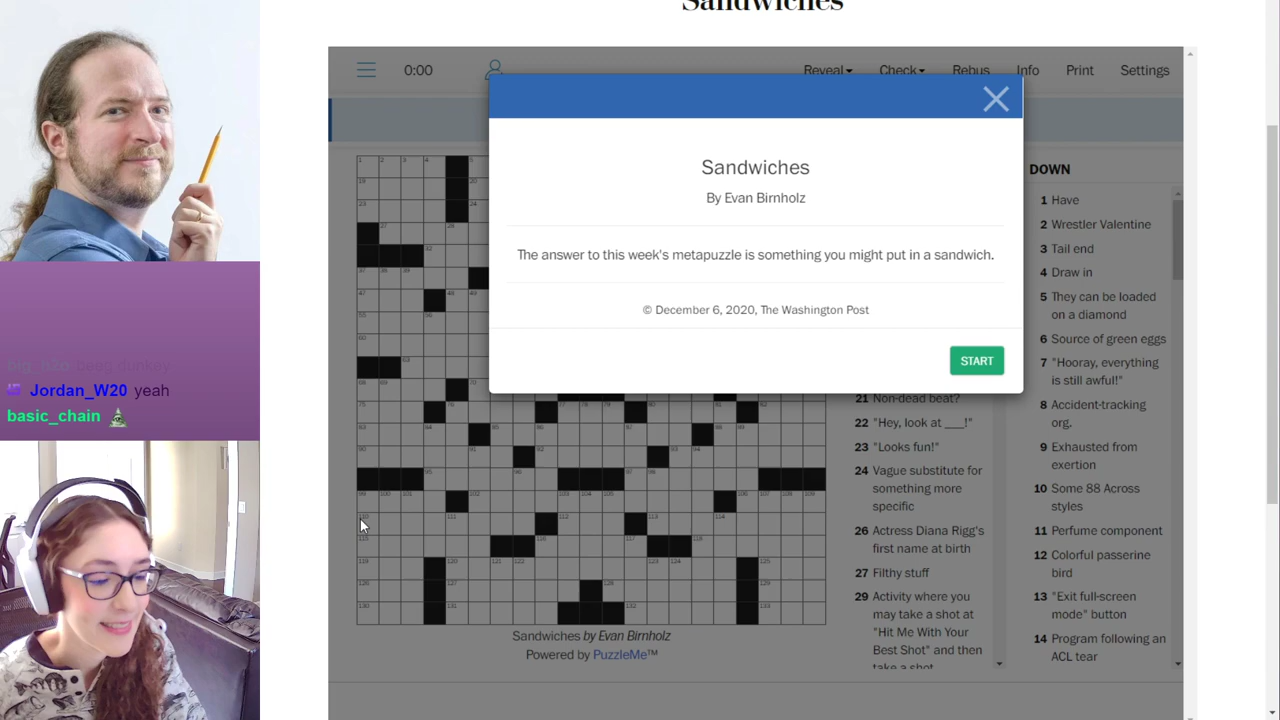 Sandwiches
0:00
Reveal
Check
Rebus
Info
Print
Settings
Sandwiches
By Evan Birnholz
The answer to this week's metapuzzle is something you might put in a sandwich.
© December 6, 2020, The Washington Post
START
big_h2o beeg donkey
Jordan_W20 yeah
basic_chain
Sandwiches by Evan Birnholz
Powered by PuzzleMe™
21 Non-dead beat?
22 "Hey, look at ___!"
23 "Looks fun!"
24 Vague substitute for
something more
specific
26 Actress Diana Rigg's
first name at birth
27 Filthy stuff
29 Activity where you
may take a shot at
"Hit Me With Your
Best Shot" and then
take a shot
DOWN
1 Have
2 Wrestler Valentine
3 Tail end
4 Draw in
5 They can be loaded
on a diamond
6 Source of green eggs
7 "Hooray, everything
is still awful!"
8 Accident-tracking
org.
9 Exhausted from
exertion
10 Some 88 Across
styles
11 Perfume component
12 Colorful passerine
bird
13 "Exit full-screen
mode" button
14 Program following an
ACL tear